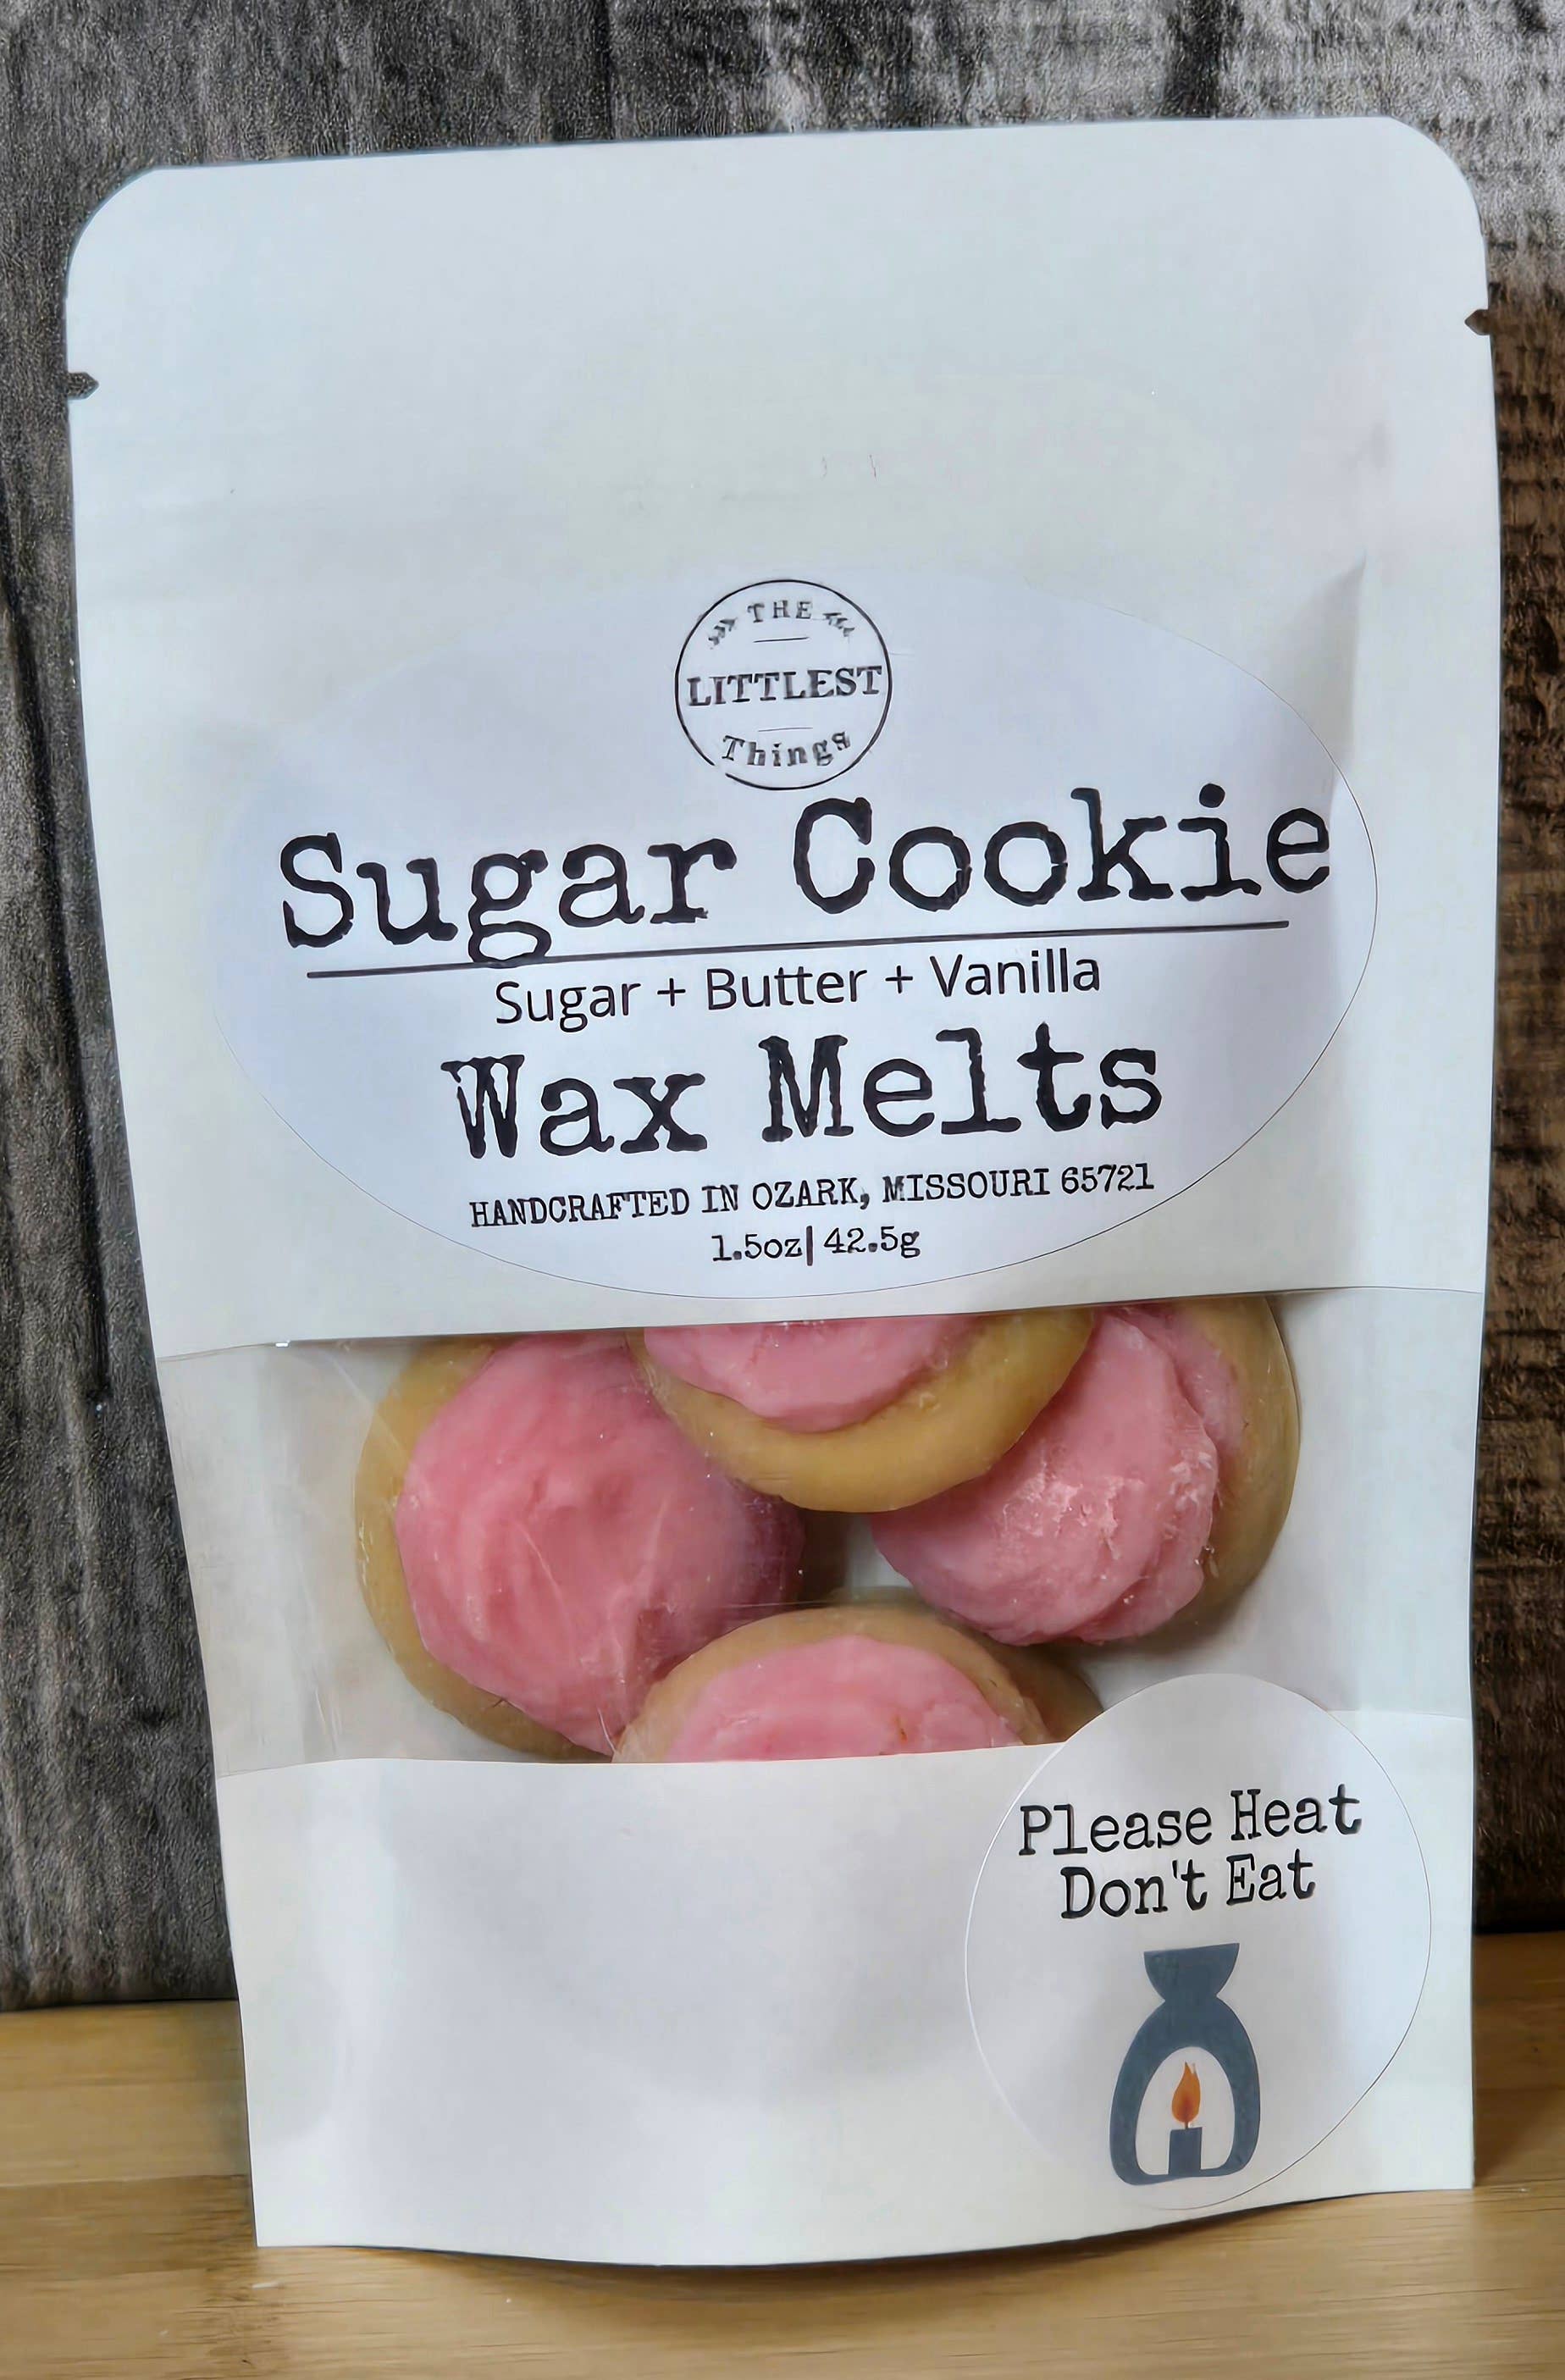 THE
LITTLEST
Things
Sugar Cookie
Sugar + Butter + Vanilla
Wax Melts
HANDCRAFTED IN OZARK, MISSOURI 65721
1.5oz| 42.5g
Please Heat
Don't Eat